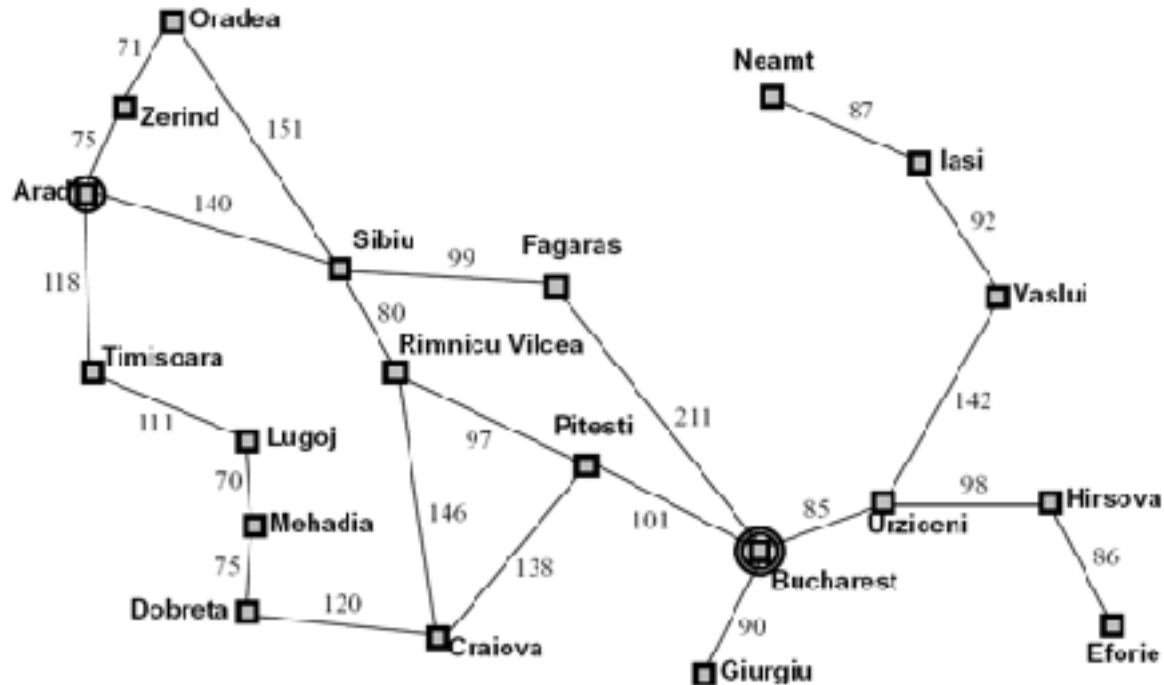 Oradea
71
Neamt
87
Zerind
75
151
Iasi
Arad
140
92
Sibiu
Fagaras
99
118
Vaslui
80
Timisoara
Rimnicu Vilcea
142
111
211
Lugoj
97
Pitesti
70
98
Hirsova
146
85
Urziceni
Mehadia
101
138
86
75
Bucharest
Dobreta
120
90
Craiova
Eforie
Giurgiu